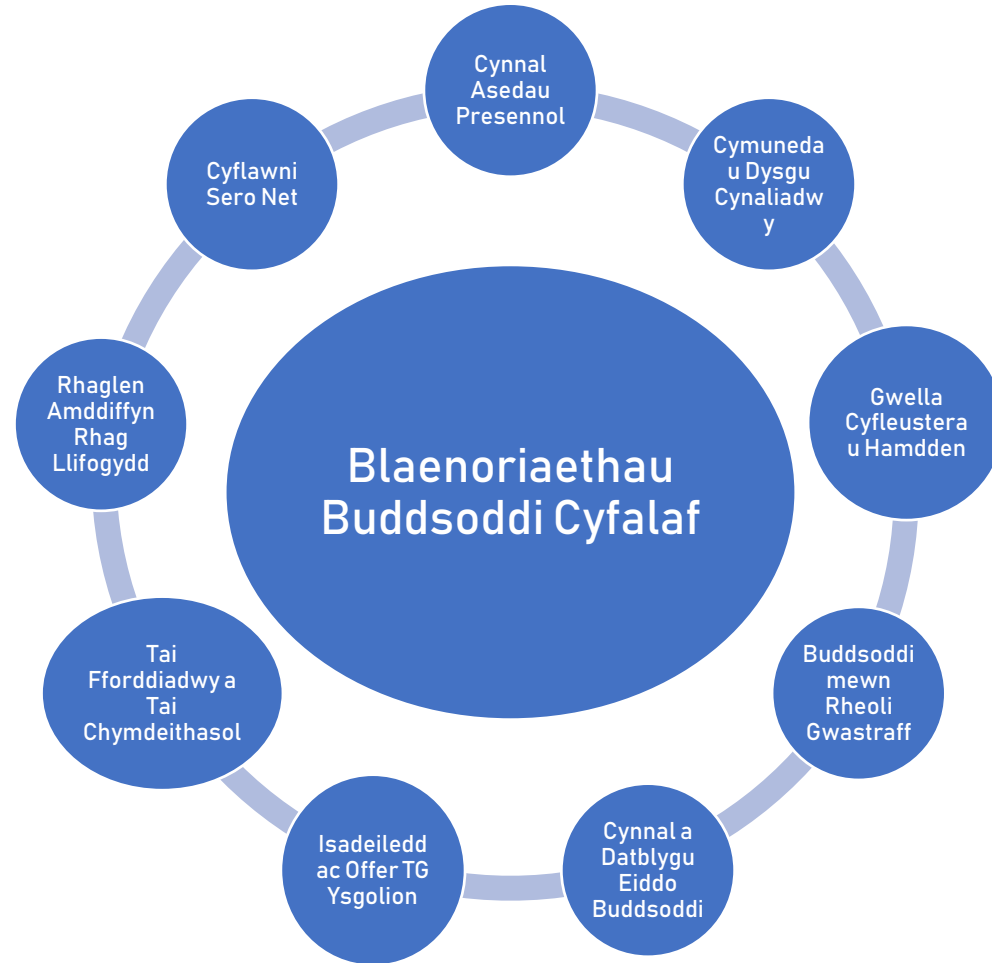 Cynnal
Asedau
Presennol
Cymuneda
u Dysgu
Cynaliadw
y
Gwella
Cyfleustera
u Hamdden
Buddsoddi
mewn
Rheoli
Gwastraff
Cynnal a
Datblygu
Eiddo
Buddsoddi
Isadeiledd
ac Offer TG
Ysgolion
Tai
Fforddiadwy a
Tai
Chymdeithasol
Rhaglen
Amddiffyn
Rhag
Llifogydd
Cyflawni
Sero Net
Blaenoriaethau
Buddsoddi Cyfalaf